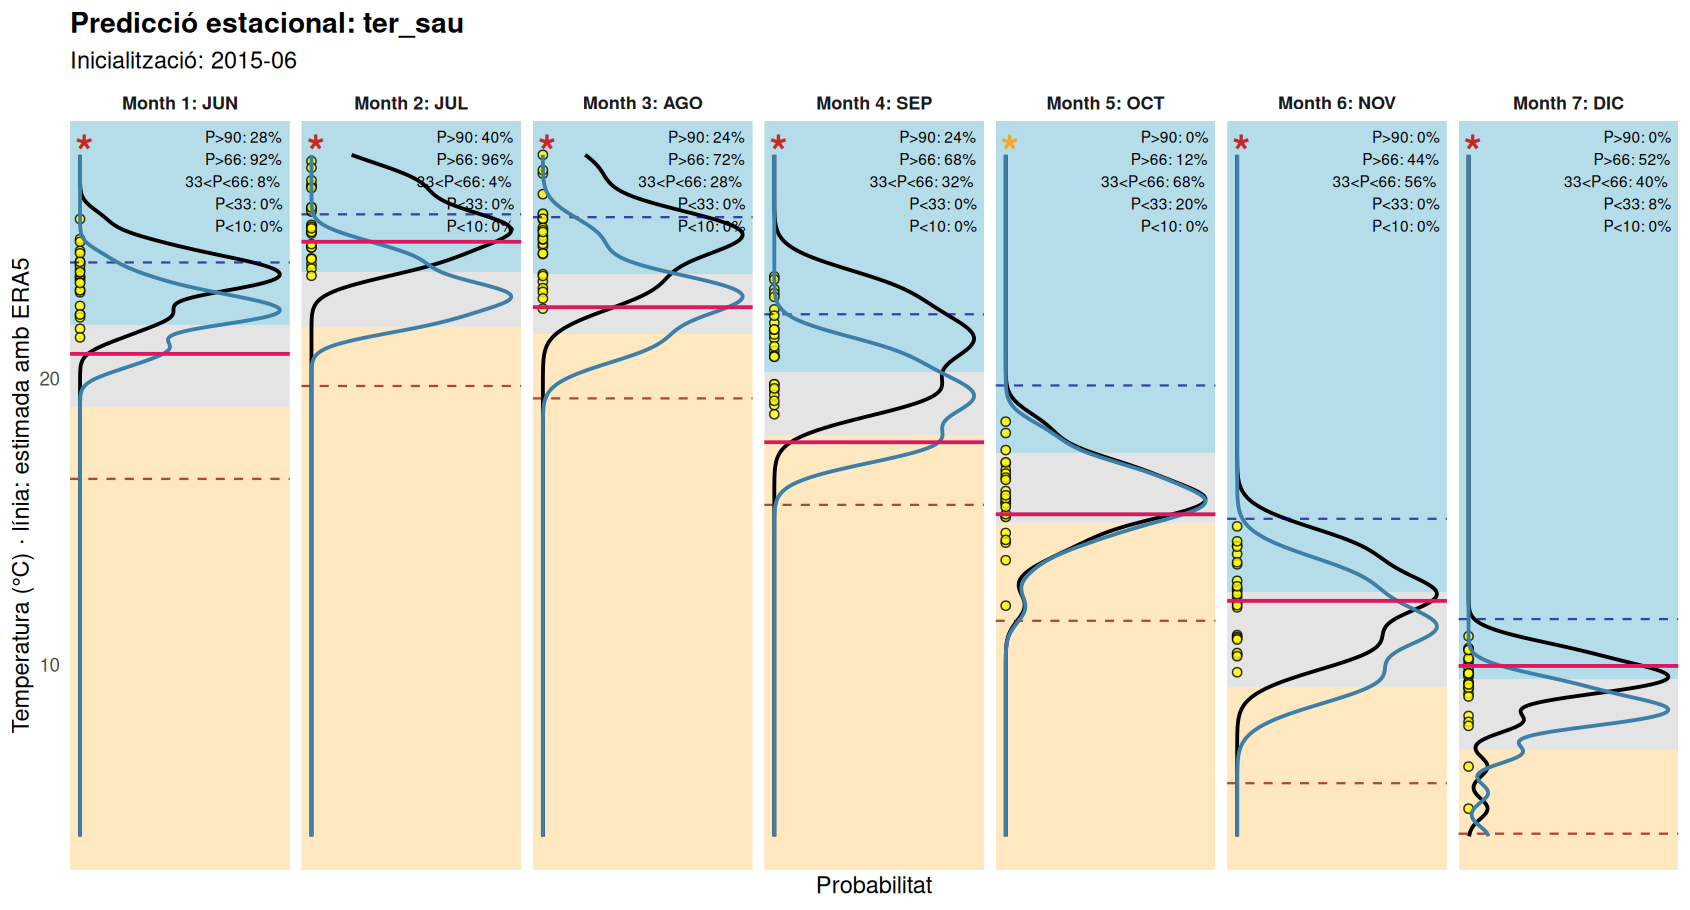 Predicció estacional: ter_sau
Inicialització: 2015-06
Month 1: JUN
Month 2: JUL
Month 3: AGO
Month 4: SEP
Month 5: OCT
Month 6: NOV
Month 7: DIC
*
P>90: 28%
P>66: 92%
33<P<66: 8%
P<33: 0%
P<10: 0%
*
P>90: 40%
P>66: 96%
33<P<66: 4%
P<33: 0%
P<10: 0%
*
P>90: 24%
P>66: 72%
33<P<66: 28%
P<33: 0%
P<10: 0%
*
P>90: 24%
P>66: 68%
33<P<66: 32%
P<33: 0%
P<10: 0%
*
P>90: 0%
P>66: 12%
33<P<66: 68%
P<33: 20%
P<10: 0%
*
P>90: 0%
P>66: 44%
33<P<66: 56%
P<33: 0%
P<10: 0%
*
P>90: 0%
P>66: 52%
33<P<66: 40%
P<33: 8%
P<10: 0%
Temperatura (°C) · línia: estimada amb ERA5
20
10
Probabilitat